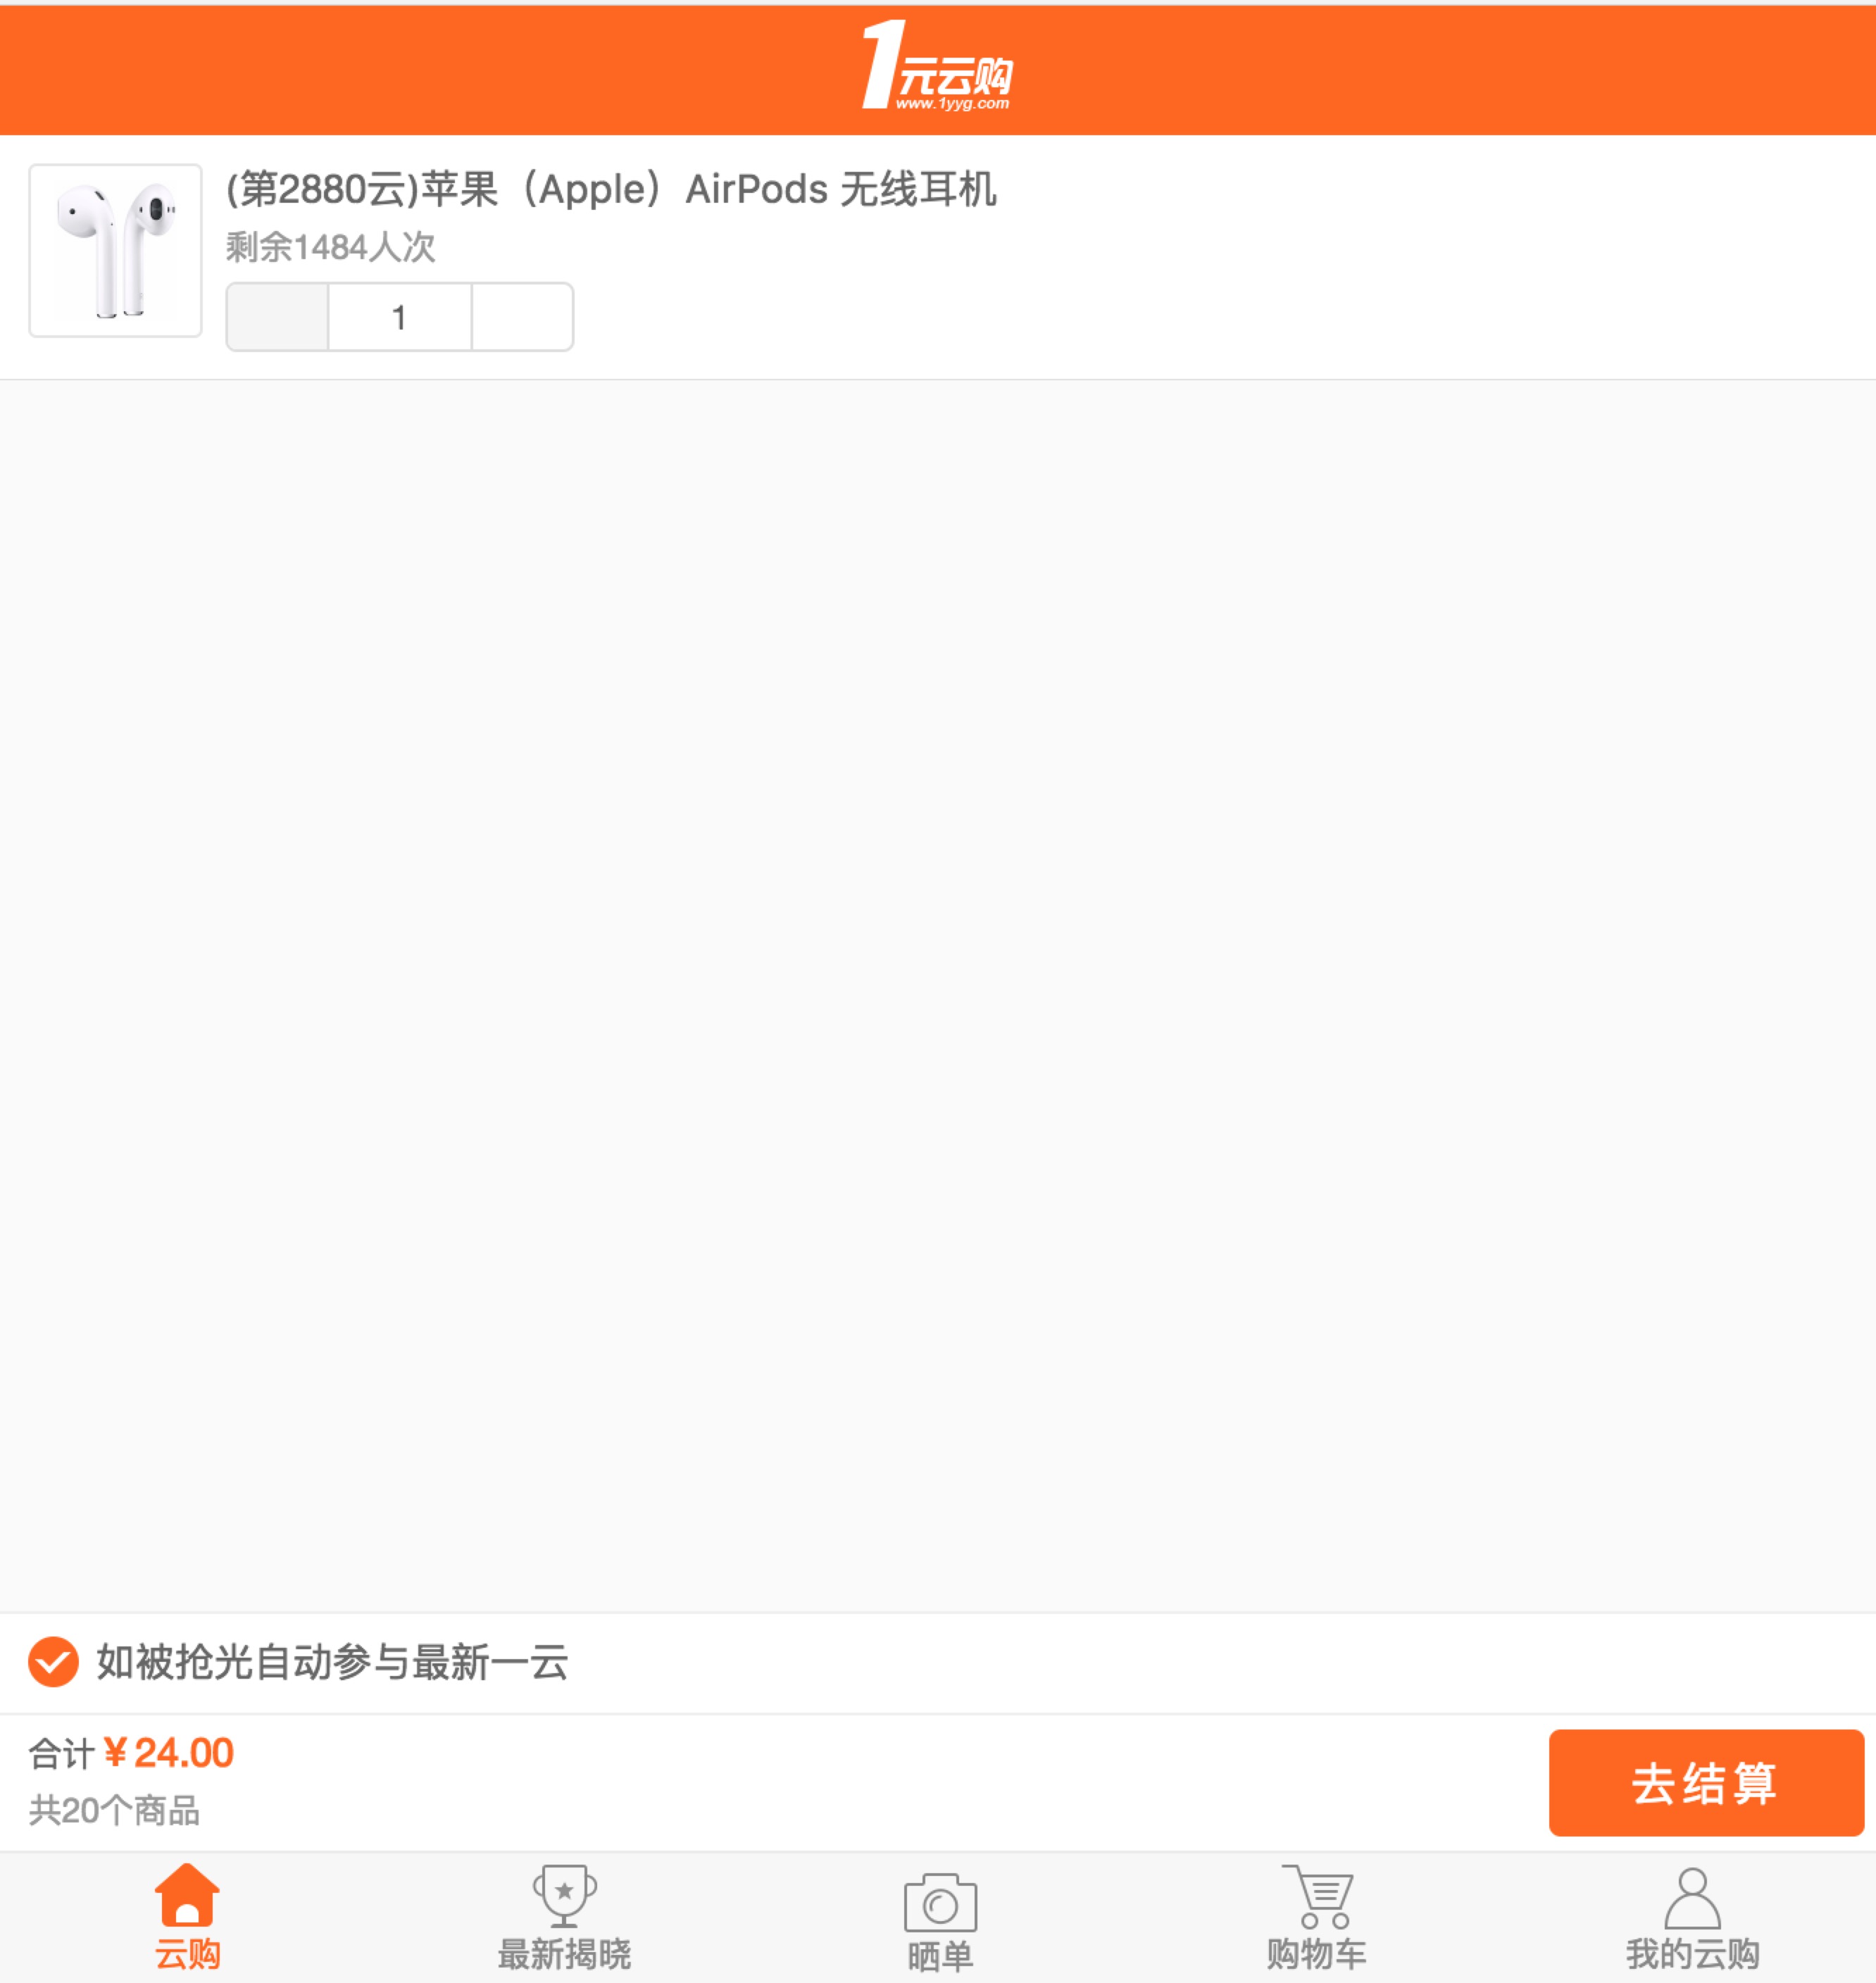 1元云购
www.1yyg.com
(第2880云)苹果（Apple）AirPods 无线耳机
剩余1484人次
1
如被抢光自动参与最新一云
合计￥24.00
共20个商品
去结算
云购
最新揭晓
晒单
购物车
我的云购